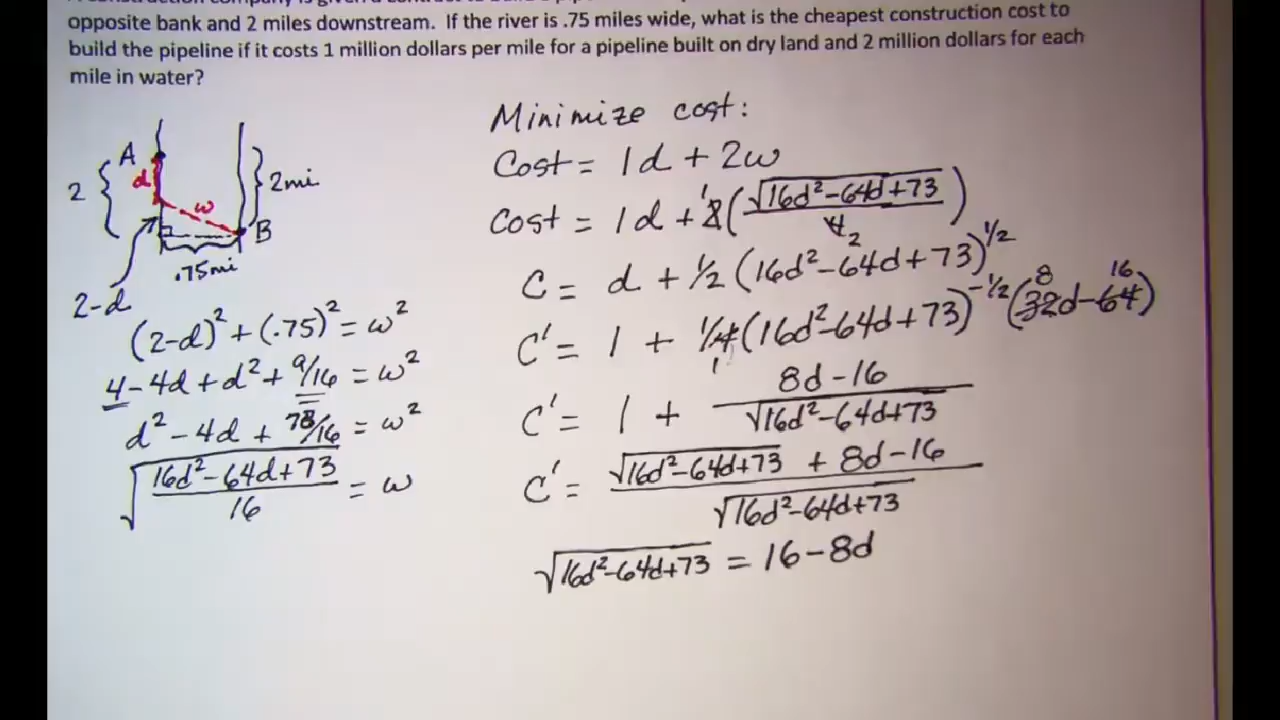 opposite bank and 2 miles downstream. If the river is .75 miles wide, what is the cheapest construction cost to
build the pipeline if it costs 1 million dollars per mile for a pipeline built on dry land and 2 million dollars for each
mile in water?
A
2
d
w
2mi
B
.75mi
2-d
(2-d)² + (.75)² = w²
4 - 4d + d² + 9/16 = w²
d² - 4d + 73/16 = w²
√((16d² - 64d + 73)/16) = w
Minimize cost:
Cost = 1d + 2w
Cost = 1d + 2(√(16d² - 64d + 73)/4) 1 2
C = d + ½(16d² - 64d + 73)^1/2
C' = 1 + 1/4(16d² - 64d + 73)^-1/2 (32d - 64) 1 8 16
C' = 1 + (8d - 16)/√(16d² - 64d + 73)
C' = (√(16d² - 64d + 73) + 8d - 16)/√(16d² - 64d + 73)
√(16d² - 64d + 73) = 16 - 8d